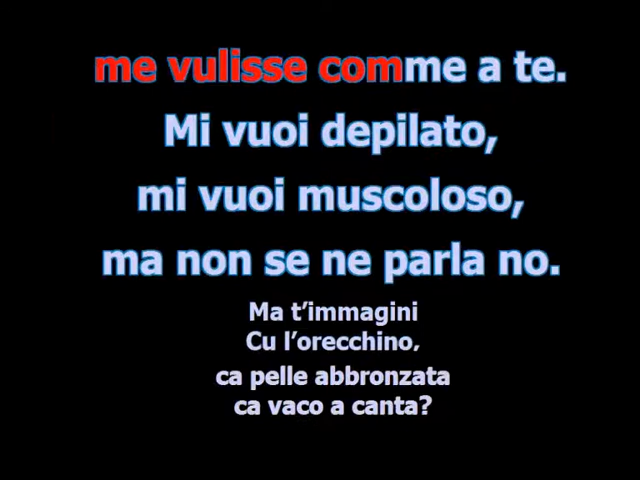 me vulisse comme a te.
Mi vuoi depilato,
mi vuoi muscoloso,
ma non se ne parla no.
Ma t’immagini
Cu l’orecchino,
ca pelle abbronzata
ca vaco a canta?